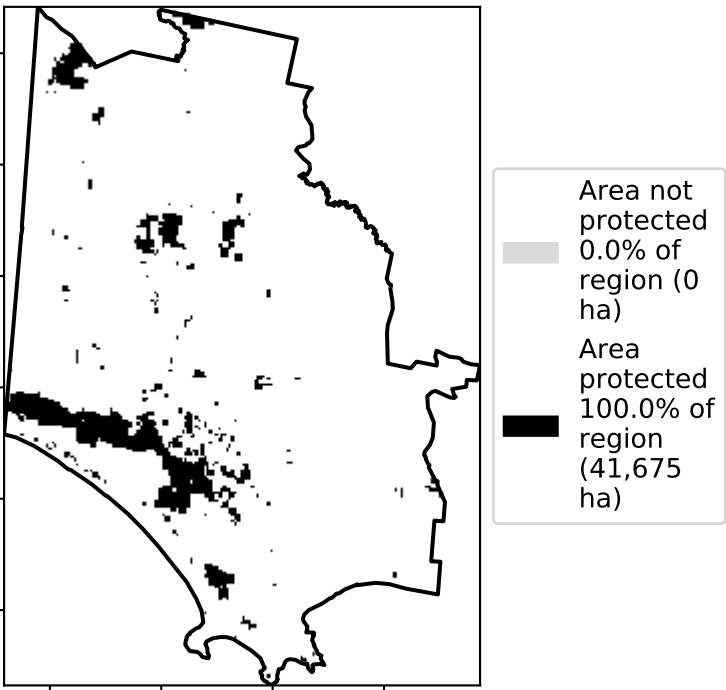 Area not
protected
0.0% of
region (0
ha)
Area
protected
100.0% of
region
(41,675
ha)